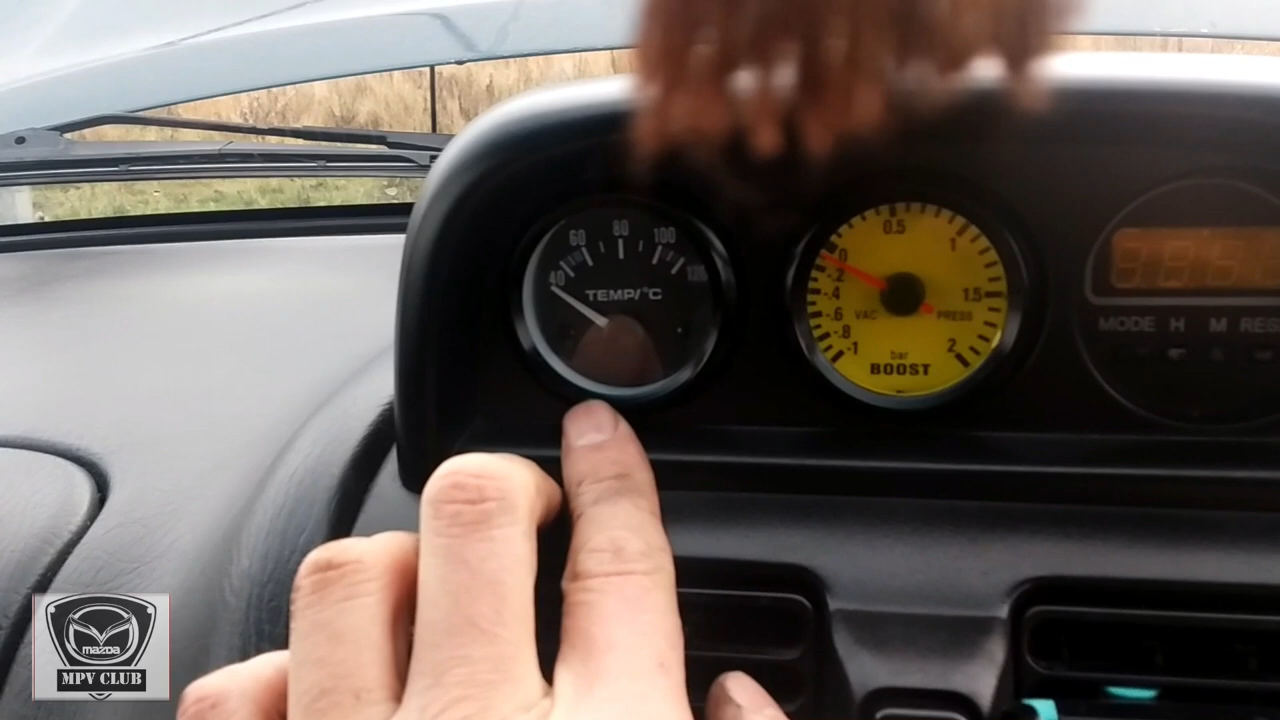 40 60 80 100
TEMP/°C
-1 -.8 -.6 -.4 -.2 0 0.5 1 1.5 2
VAC PRESS
bar
BOOST
MODE H M RES
mazda
MPV CLUB